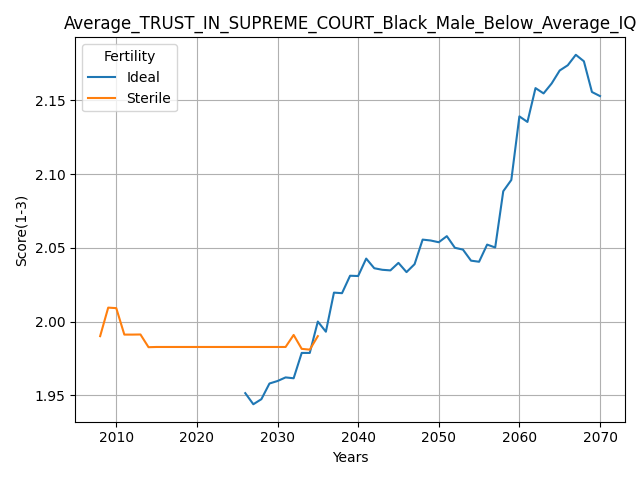 Average_TRUST_IN_SUPREME_COURT_Black_Male_Below_Average_IQ
Fertility
Ideal
Sterile
Score(1-3)
2.15
2.10
2.05
2.00
1.95
2010 2020 2030 2040 2050 2060 2070
Years